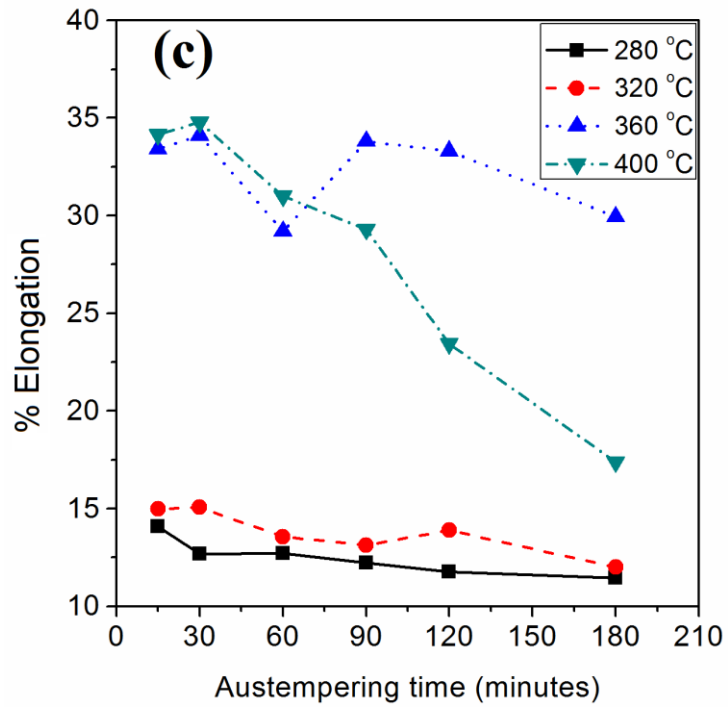 (c)
280 °C
320 °C
360 °C
400 °C
% Elongation
40
35
30
25
20
15
10
0 30 60 90 120 150 180 210
Austempering time (minutes)